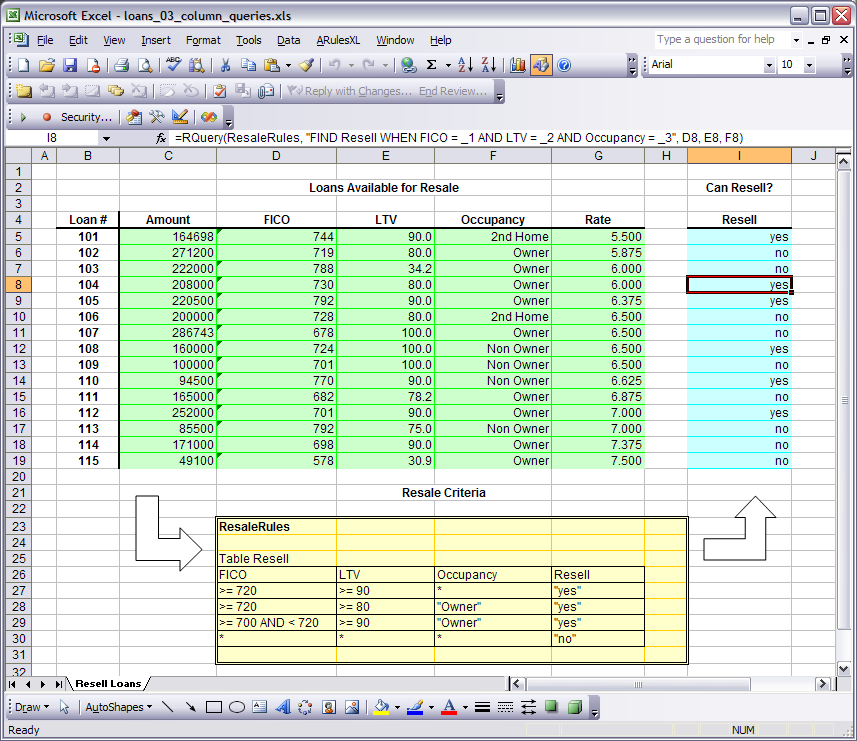 Microsoft Excel - loans_03_column_queries.xls
File Edit View Insert Format Tools Data ARulesXL Window Help Type a question for help
ABC Σ A Z Z A Arial 10
Reply with Changes... End Review...
Security...
I8 fx =RQuery(ResaleRules, "FIND Resell WHEN FICO = _1 AND LTV = _2 AND Occupancy = _3", D8, E8, F8)
A B C D E F G H I J
1
2 Loans Available for Resale Can Resell?
3
4 Loan # Amount FICO LTV Occupancy Rate Resell
5 101 164698 744 90.0 2nd Home 5.500 yes
6 102 271200 719 80.0 Owner 5.875 no
7 103 222000 788 34.2 Owner 6.000 no
8 104 208000 730 80.0 Owner 6.000 yes
9 105 220500 792 90.0 Owner 6.375 yes
10 106 200000 728 80.0 2nd Home 6.500 no
11 107 286743 678 100.0 Owner 6.500 no
12 108 160000 724 100.0 Non Owner 6.500 yes
13 109 100000 701 100.0 Non Owner 6.500 no
14 110 94500 770 90.0 Non Owner 6.625 yes
15 111 165000 682 78.2 Owner 6.875 no
16 112 252000 701 90.0 Owner 7.000 yes
17 113 85500 792 75.0 Non Owner 7.000 no
18 114 171000 698 90.0 Owner 7.375 no
19 115 49100 578 30.9 Owner 7.500 no
20
21 Resale Criteria
22
23 ResaleRules
24
25 Table Resell
26 FICO LTV Occupancy Resell
27 >= 720 >= 90 * "yes"
28 >= 720 >= 80 "Owner" "yes"
29 >= 700 AND < 720 >= 90 "Owner" "yes"
30 * * * "no"
31
32
Resell Loans
Draw AutoShapes A A A
Ready NUM